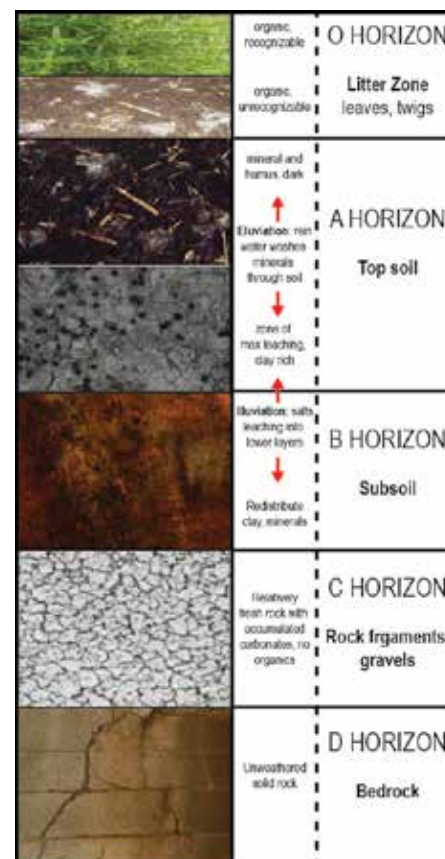 organic,
recognizable
O HORIZON
Litter Zone
leaves, twigs
organic,
unrecognizable
mineral and
humus, dark
Eluviation: rain
water washes
minerals
through soil
A HORIZON
Top soil
zone of
max leaching,
clay rich
Illuviation: salts
leaching into
lower layers
B HORIZON
Subsoil
Redistribute
clay, minerals
Relatively
fresh rock with
accumulated
carbonates, no
organics
C HORIZON
Rock frgaments
gravels
Unweathered
solid rock
D HORIZON
Bedrock